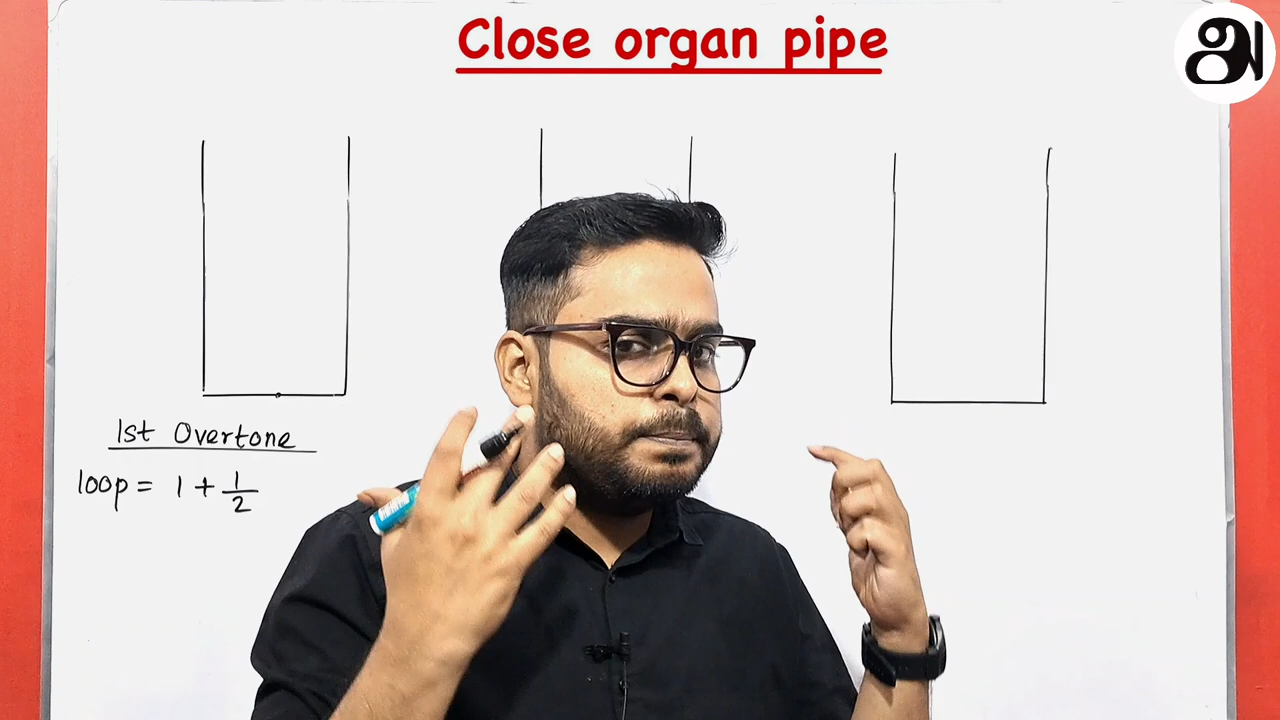 Close organ pipe
1st Overtone
loop = 1 + 1/2